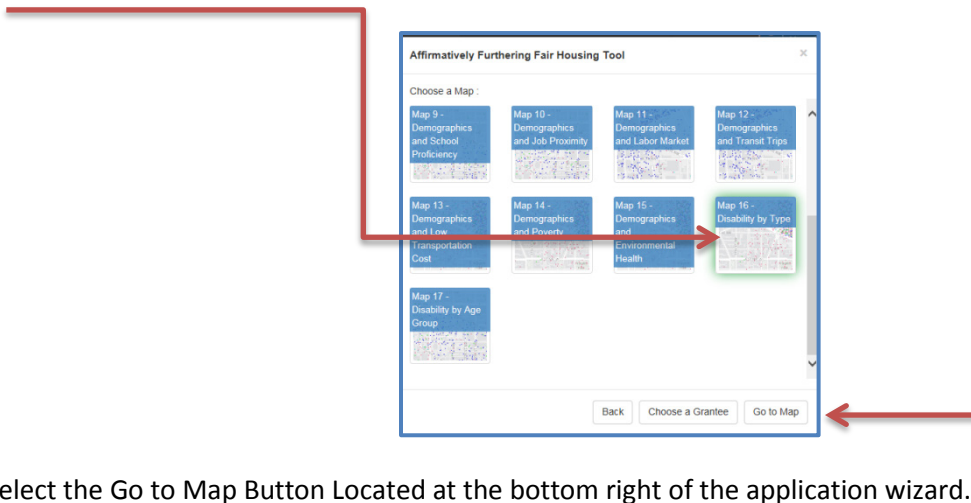 Affirmatively Furthering Fair Housing Tool ×
Choose a Map :
Map 9 -
Demographics
and School
Proficiency
Map 10 -
Demographics
and Job Proximity
Map 11 -
Demographics
and Labor Market
Map 12 -
Demographics
and Transit Trips
Map 13 -
Demographics
and Low
Transportation
Cost
Map 14 -
Demographics
and Poverty
Map 15 -
Demographics
and
Environmental
Health
Map 16 -
Disability by Type
Map 17 -
Disability by Age
Group
Back Choose a Grantee Go to Map
elect the Go to Map Button Located at the bottom right of the application wizard.